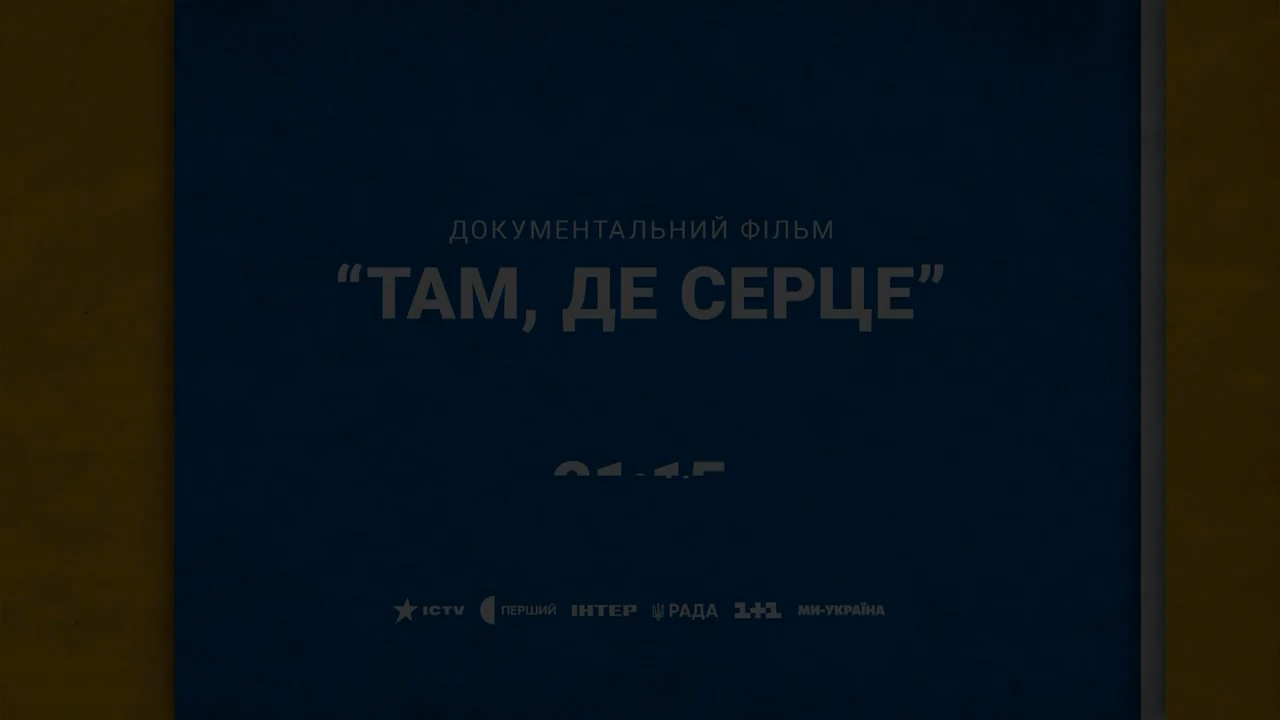 ДОКУМЕНТАЛЬНИЙ ФІЛЬМ
“ТАМ, ДЕ СЕРЦЕ”
ICTV ПЕРШИЙ ІНТЕР РАДА 1+1 МИ-УКРАЇНА